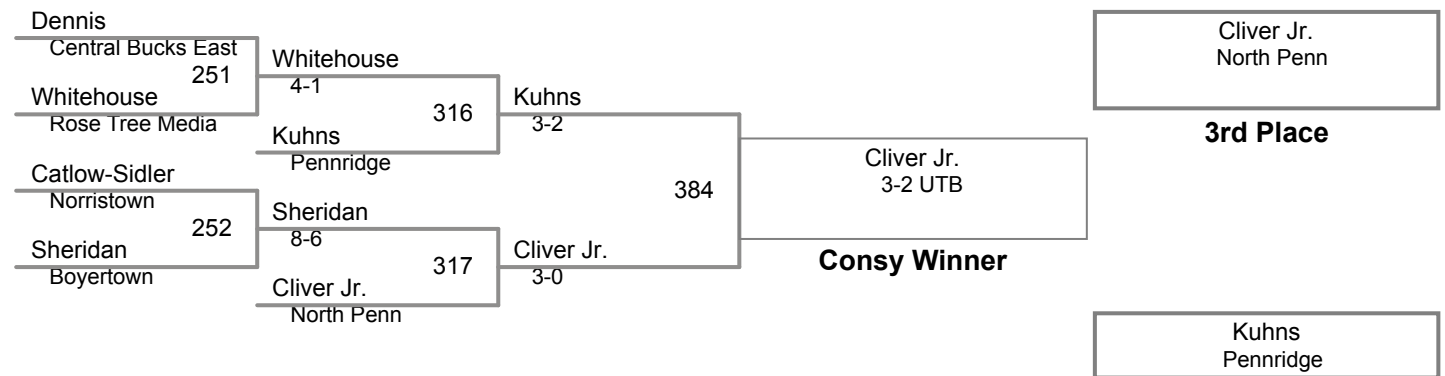 Dennis
Central Bucks East
251
Whitehouse
Rose Tree Media
Catlow-Sidler
Norristown
252
Sheridan
Boyertown
Whitehouse
4-1
316
Kuhns
Pennridge
Sheridan
8-6
317
Cliver Jr.
North Penn
Kuhns
3-2
384
Cliver Jr.
3-0
Cliver Jr.
3-2 UTB
Consy Winner
Cliver Jr.
North Penn
3rd Place
Kuhns
Pennridge